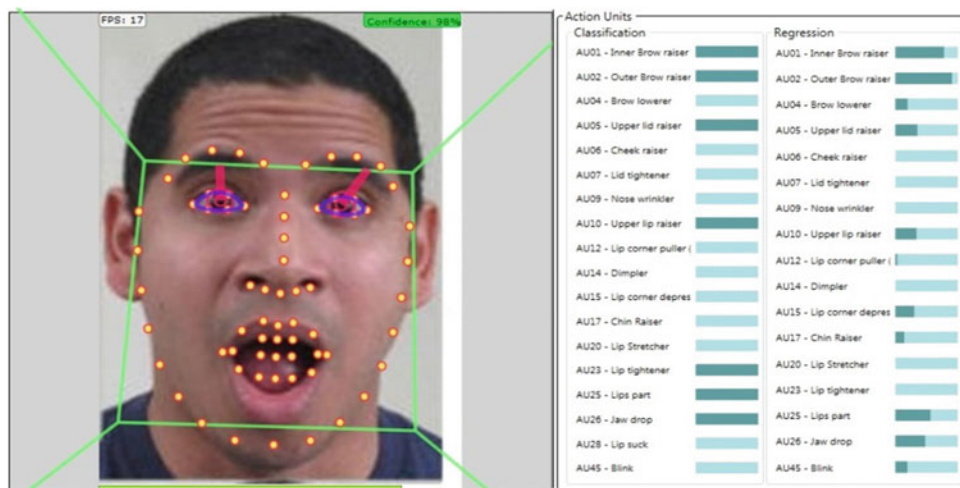 FPS: 17
Confidence: 98%
Action Units
Classification
AU01 - Inner Brow raiser
AU02 - Outer Brow raiser
AU04 - Brow lowerer
AU05 - Upper lid raiser
AU06 - Cheek raiser
AU07 - Lid tightener
AU09 - Nose wrinkler
AU10 - Upper lip raiser
AU12 - Lip corner puller (
AU14 - Dimpler
AU15 - Lip corner depres
AU17 - Chin Raiser
AU20 - Lip Stretcher
AU23 - Lip tightener
AU25 - Lips part
AU26 - Jaw drop
AU28 - Lip suck
AU45 - Blink
Regression
AU01 - Inner Brow raiser
AU02 - Outer Brow raiser
AU04 - Brow lowerer
AU05 - Upper lid raiser
AU06 - Cheek raiser
AU07 - Lid tightener
AU09 - Nose wrinkler
AU10 - Upper lip raiser
AU12 - Lip corner puller (
AU14 - Dimpler
AU15 - Lip corner depres
AU17 - Chin Raiser
AU20 - Lip Stretcher
AU23 - Lip tightener
AU25 - Lips part
AU26 - Jaw drop
AU45 - Blink